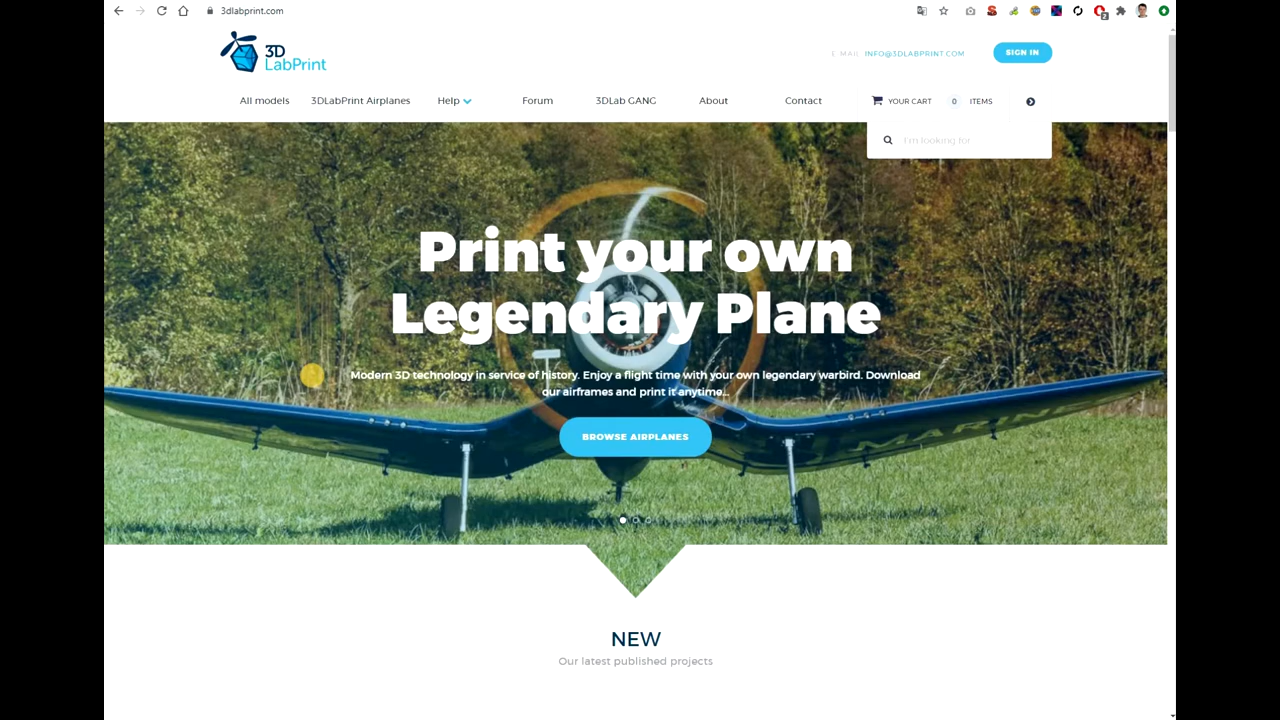 3dlabprint.com
2
3D
LabPrint
E MAIL INFO@3DLABPRINT.COM
SIGN IN
All models
3DLabPrint Airplanes
Help
Forum
3DLab GANG
About
Contact
YOUR CART 0 ITEMS
I'm looking for
Print your own
Legendary Plane
Modern 3D technology in service of history. Enjoy a flight time with your own legendary warbird. Download
our airframes and print it anytime...
BROWSE AIRPLANES
NEW
Our latest published projects